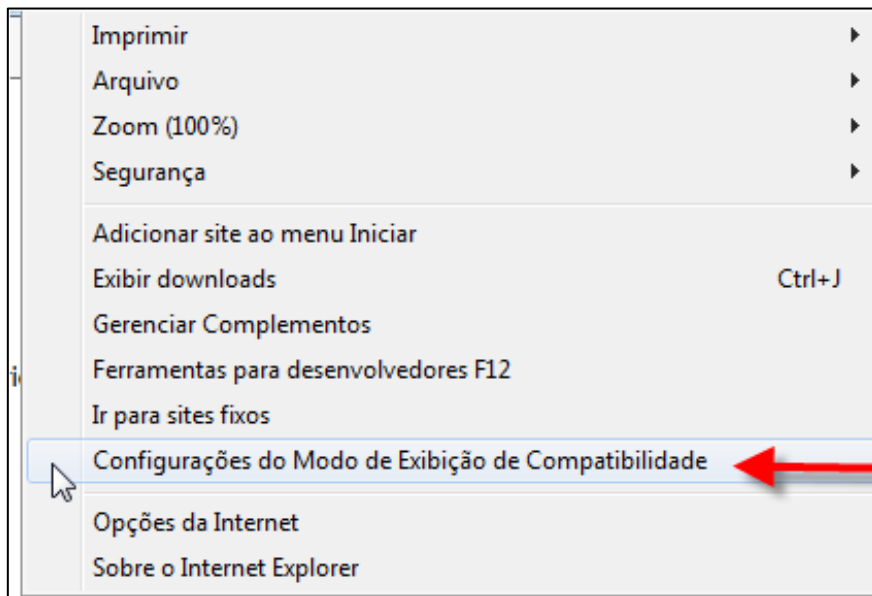 Imprimir
Arquivo
Zoom (100%)
Segurança
Adicionar site ao menu Iniciar
Exibir downloads Ctrl+J
Gerenciar Complementos
Ferramentas para desenvolvedores F12
Ir para sites fixos
Configurações do Modo de Exibição de Compatibilidade
Opções da Internet
Sobre o Internet Explorer